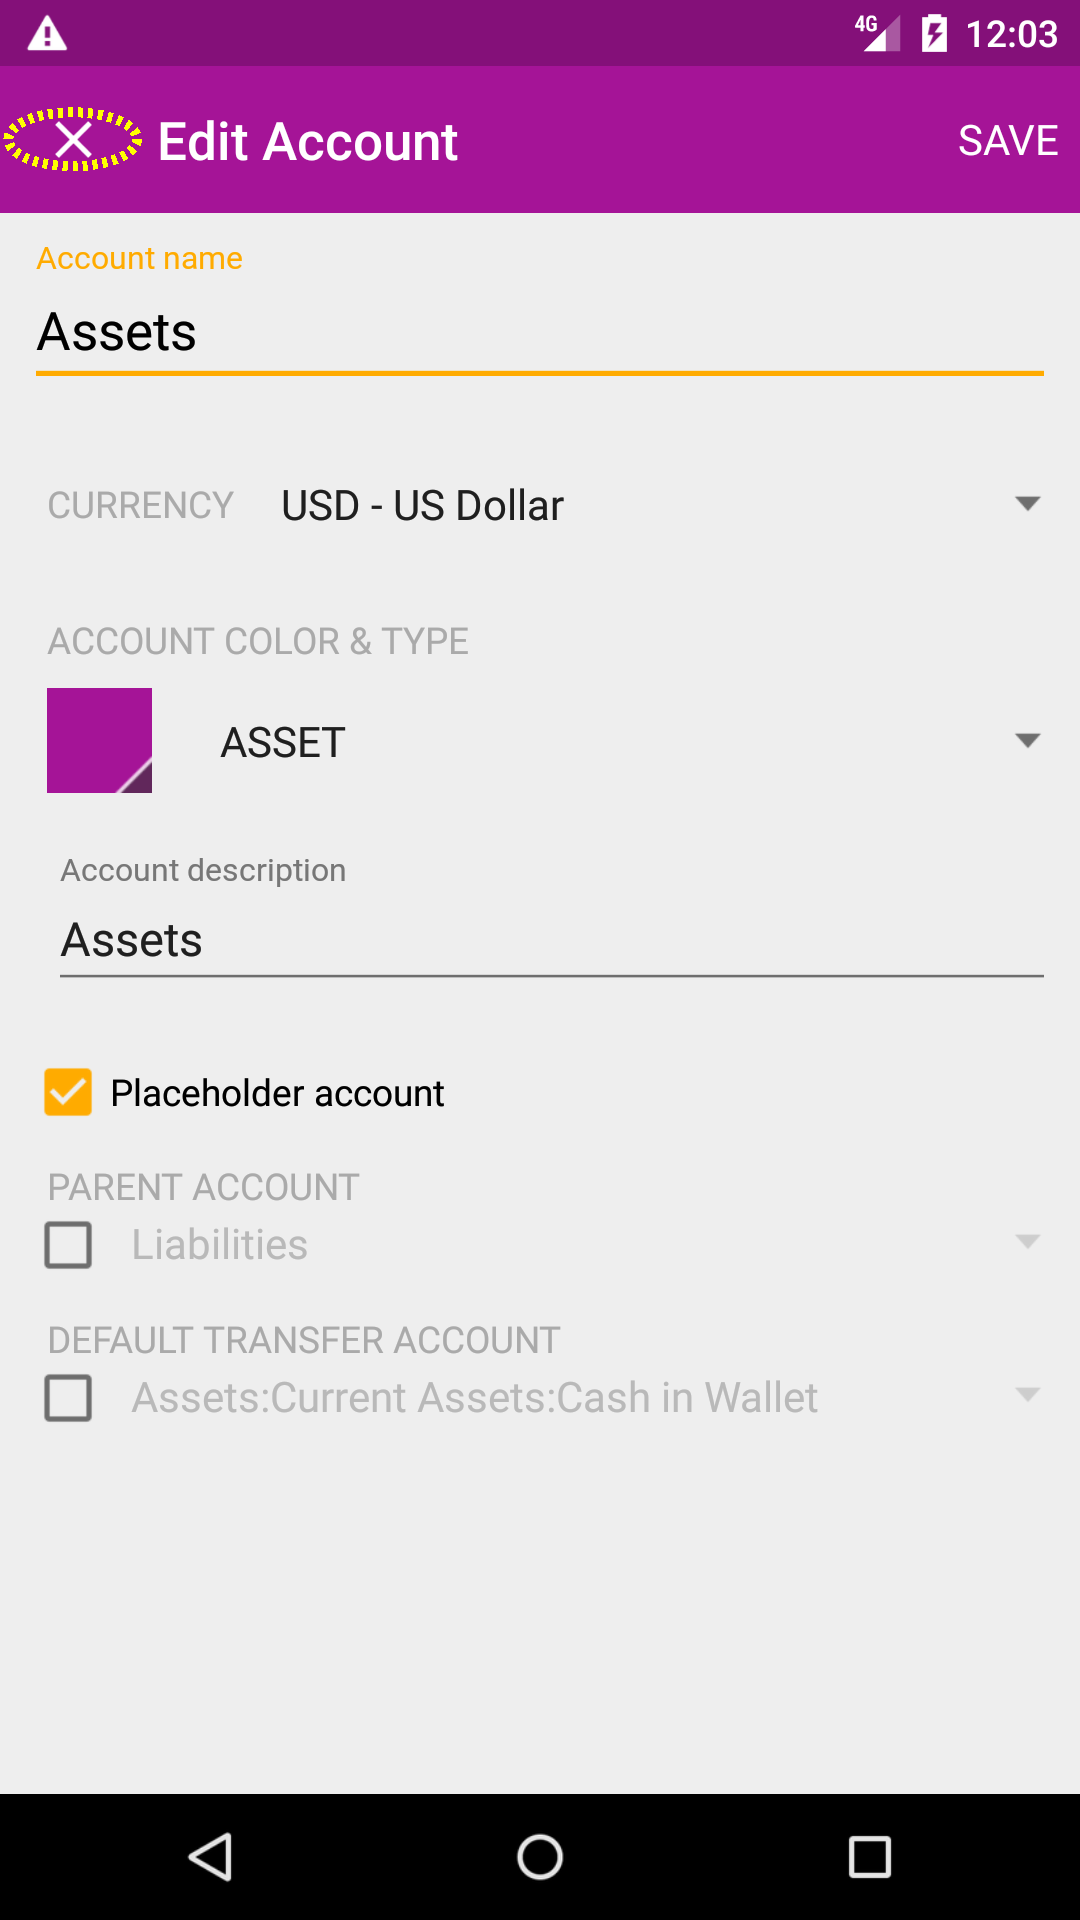 4G 12:03
Edit Account
SAVE
Account name
Assets
CURRENCY USD - US Dollar
ACCOUNT COLOR & TYPE
ASSET
Account description
Assets
Placeholder account
PARENT ACCOUNT
Liabilities
DEFAULT TRANSFER ACCOUNT
Assets:Current Assets:Cash in Wallet